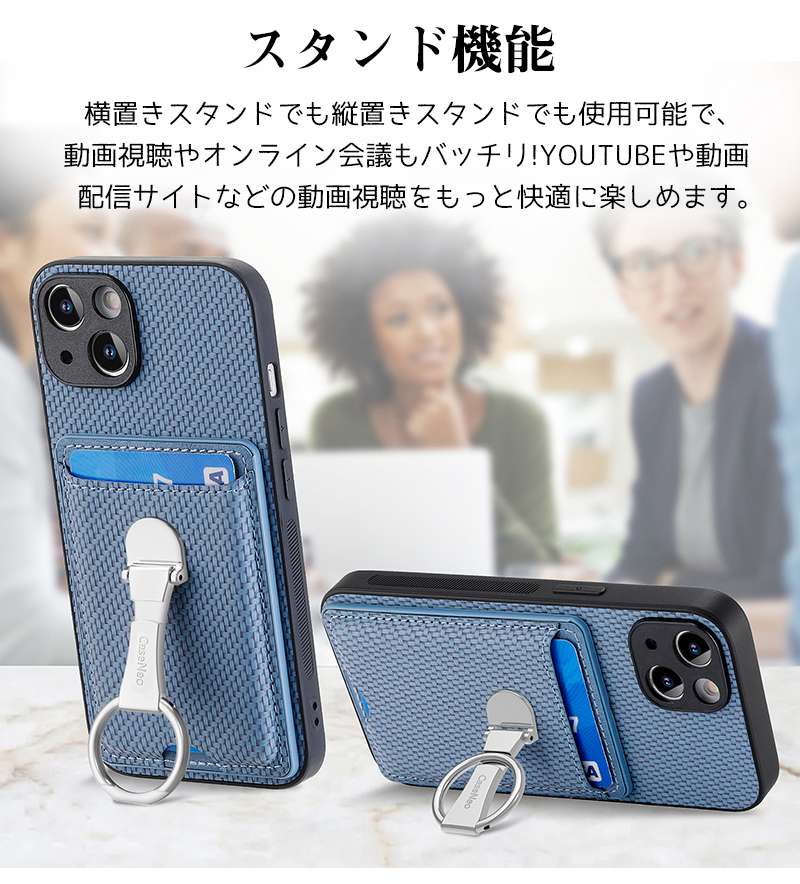 スタンド機能
横置きスタンドでも縦置きスタンドでも使用可能で、
動画視聴やオンライン会議もバッチリ!YOUTUBEや動画
配信サイトなどの動画視聴をもっと快適に楽しめます。
7
A
CaseNeo
7
A
CaseNeo